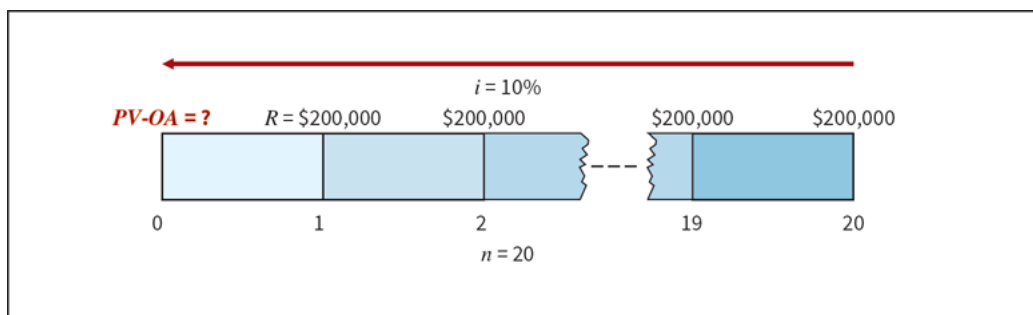 i = 10%
PV-OA = ? R = $200,000 $200,000 $200,000 $200,000
0 1 2 19 20
n = 20